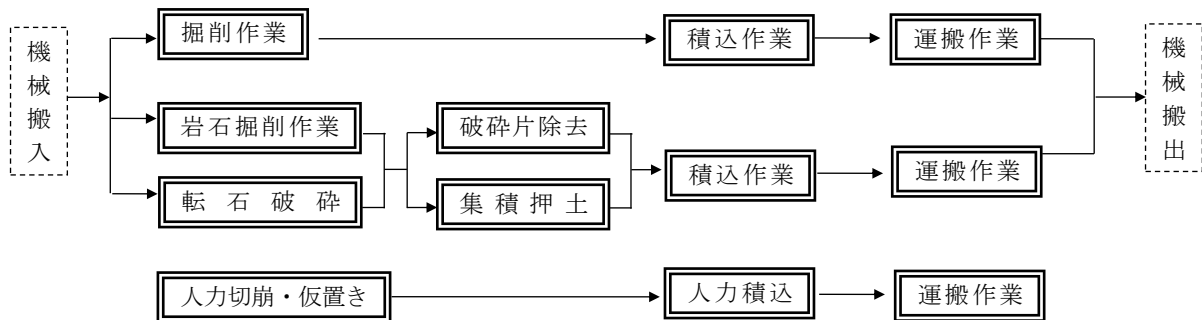 機械搬入
掘削作業
積込作業
運搬作業
機械搬出
岩石掘削作業
破砕片除去
積込作業
運搬作業
転石破砕
集積押土
人力切崩・仮置き
人力積込
運搬作業